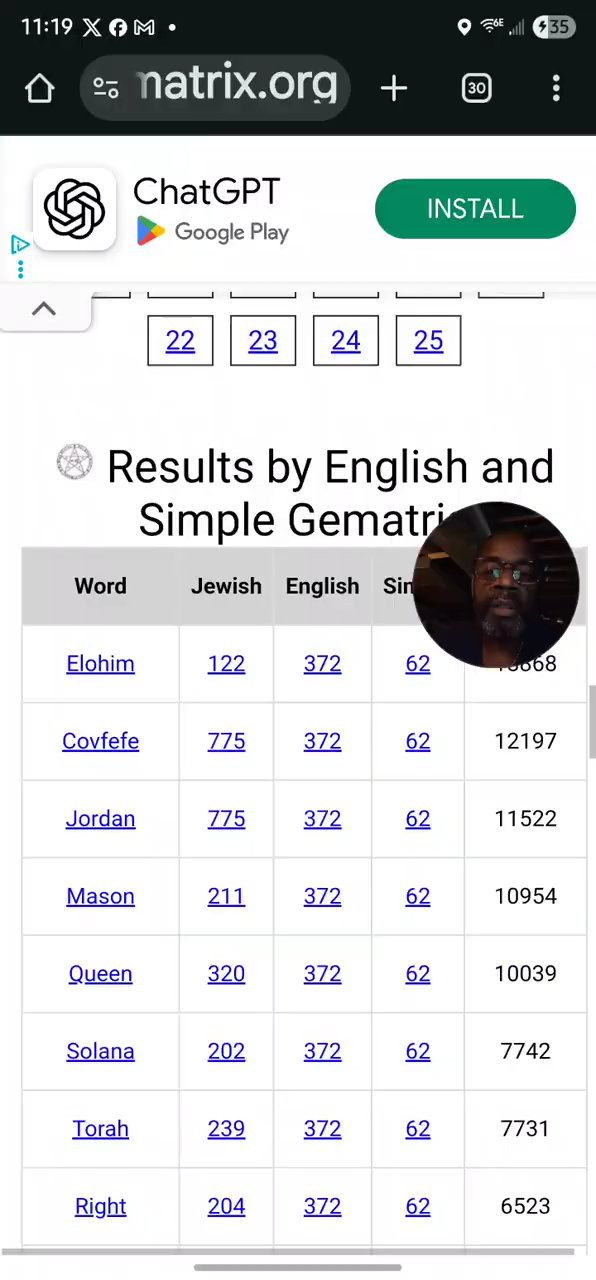 11:19
35
matrix.org
30
ChatGPT
INSTALL
Google Play
22 23 24 25
Results by English and
Simple Gematri
Word Jewish English Sim
Elohim 122 372 62
Covfefe 775 372 62 12197
Jordan 775 372 62 11522
Mason 211 372 62 10954
Queen 320 372 62 10039
Solana 202 372 62 7742
Torah 239 372 62 7731
Right 204 372 62 6523